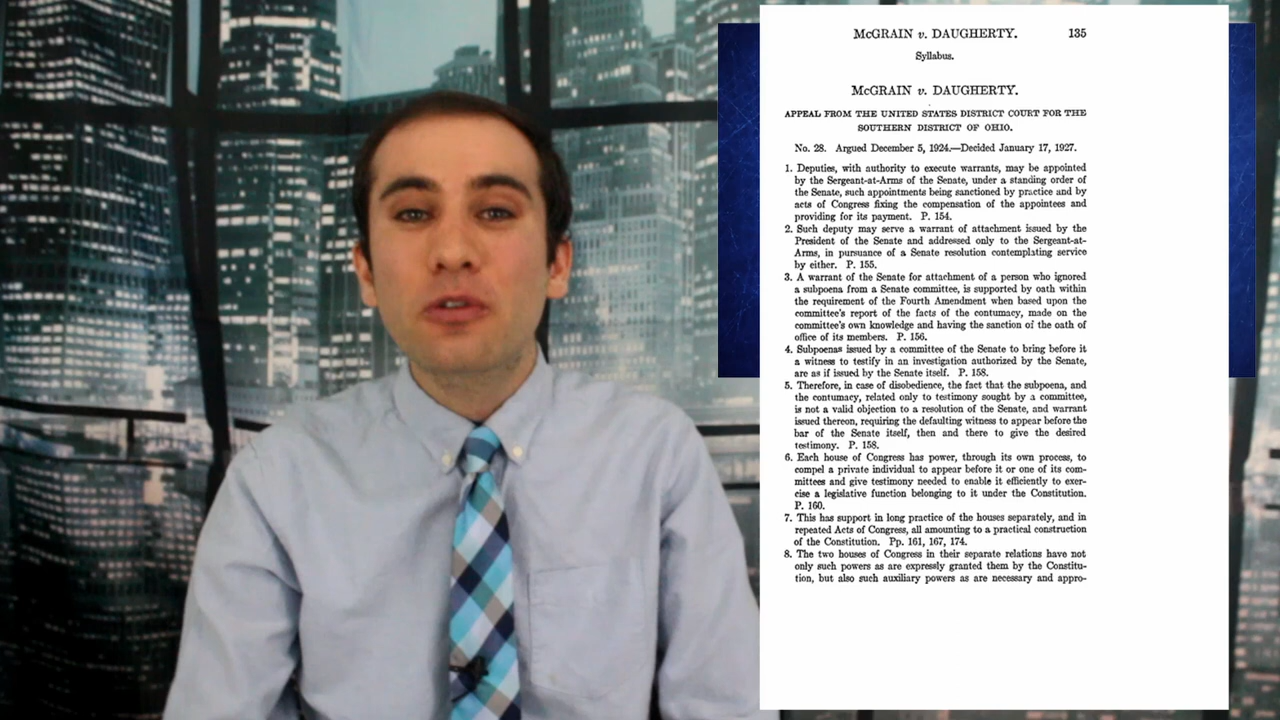 McGRAIN v. DAUGHERTY. 135
Syllabus.
McGRAIN v. DAUGHERTY.
APPEAL FROM THE UNITED STATES DISTRICT COURT FOR THE
SOUTHERN DISTRICT OF OHIO.
No. 28. Argued December 5, 1924.—Decided January 17, 1927.
1. Deputies, with authority to execute warrants, may be appointed
by the Sergeant-at-Arms of the Senate, under a standing order of
the Senate, such appointments being sanctioned by practice and by
acts of Congress fixing the compensation of the appointees and
providing for its payment. P. 154.
2. Such deputy may serve a warrant of attachment issued by the
President of the Senate and addressed only to the Sergeant-at-
Arms, in pursuance of a Senate resolution contemplating service
by either. P. 155.
3. A warrant of the Senate for attachment of a person who ignored
a subpoena from a Senate committee, is supported by oath within
the requirement of the Fourth Amendment when based upon the
committee's report of the facts of the contumacy, made on the
committee's own knowledge and having the sanction of the oath of
office of its members. P. 156.
4. Subpoenas issued by a committee of the Senate to bring before it
a witness to testify in an investigation authorized by the Senate,
are as if issued by the Senate itself. P. 158.
5. Therefore, in case of disobedience, the fact that the subpoena, and
the contumacy, related only to testimony sought by a committee,
is not a valid objection to a resolution of the Senate, and warrant
issued thereon, requiring the defaulting witness to appear before the
bar of the Senate itself, then and there to give the desired
testimony. P. 158.
6. Each house of Congress has power, through its own process, to
compel a private individual to appear before it or one of its com-
mittees and give testimony needed to enable it efficiently to exer-
cise a legislative function belonging to it under the Constitution.
P. 160.
7. This has support in long practice of the houses separately, and in
repeated Acts of Congress, all amounting to a practical construction
of the Constitution. Pp. 161, 167, 174.
8. The two houses of Congress in their separate relations have not
only such powers as are expressly granted them by the Constitu-
tion, but also such auxiliary powers as are necessary and appro-